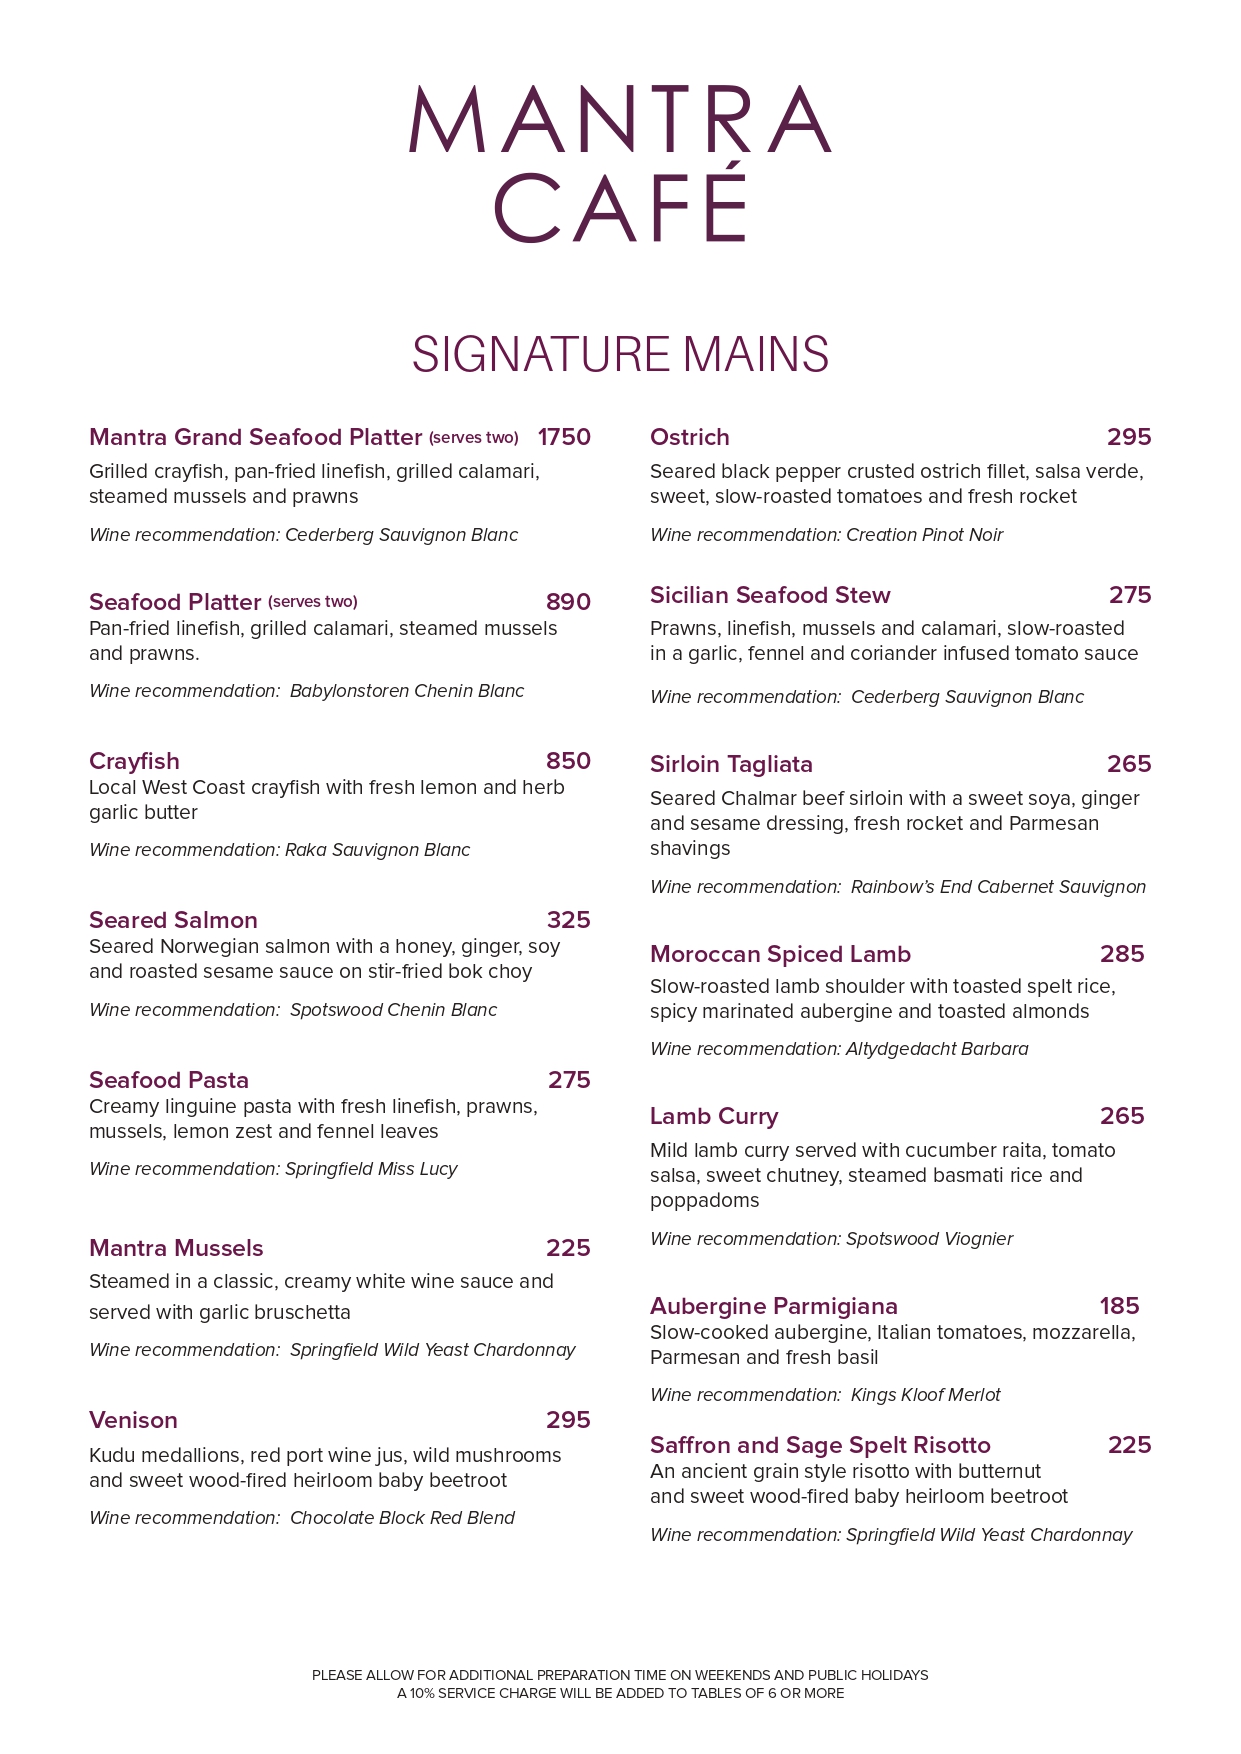 MANTRA
CAFÉ
SIGNATURE MAINS
Mantra Grand Seafood Platter (serves two) 1750
Grilled crayfish, pan-fried linefish, grilled calamari,
steamed mussels and prawns
Wine recommendation: Cederberg Sauvignon Blanc
Seafood Platter (serves two) 890
Pan-fried linefish, grilled calamari, steamed mussels
and prawns.
Wine recommendation: Babylonstoren Chenin Blanc
Crayfish 850
Local West Coast crayfish with fresh lemon and herb
garlic butter
Wine recommendation: Raka Sauvignon Blanc
Seared Salmon 325
Seared Norwegian salmon with a honey, ginger, soy
and roasted sesame sauce on stir-fried bok choy
Wine recommendation: Spotswood Chenin Blanc
Seafood Pasta 275
Creamy linguine pasta with fresh linefish, prawns,
mussels, lemon zest and fennel leaves
Wine recommendation: Springfield Miss Lucy
Mantra Mussels 225
Steamed in a classic, creamy white wine sauce and
served with garlic bruschetta
Wine recommendation: Springfield Wild Yeast Chardonnay
Venison 295
Kudu medallions, red port wine jus, wild mushrooms
and sweet wood-fired heirloom baby beetroot
Wine recommendation: Chocolate Block Red Blend
Ostrich 295
Seared black pepper crusted ostrich fillet, salsa verde,
sweet, slow-roasted tomatoes and fresh rocket
Wine recommendation: Creation Pinot Noir
Sicilian Seafood Stew 275
Prawns, linefish, mussels and calamari, slow-roasted
in a garlic, fennel and coriander infused tomato sauce
Wine recommendation: Cederberg Sauvignon Blanc
Sirloin Tagliata 265
Seared Chalmar beef sirloin with a sweet soya, ginger
and sesame dressing, fresh rocket and Parmesan
shavings
Wine recommendation: Rainbow’s End Cabernet Sauvignon
Moroccan Spiced Lamb 285
Slow-roasted lamb shoulder with toasted spelt rice,
spicy marinated aubergine and toasted almonds
Wine recommendation: Altydgedacht Barbara
Lamb Curry 265
Mild lamb curry served with cucumber raita, tomato
salsa, sweet chutney, steamed basmati rice and
poppadoms
Wine recommendation: Spotswood Viognier
Aubergine Parmigiana 185
Slow-cooked aubergine, Italian tomatoes, mozzarella,
Parmesan and fresh basil
Wine recommendation: Kings Kloof Merlot
Saffron and Sage Spelt Risotto 225
An ancient grain style risotto with butternut
and sweet wood-fired baby heirloom beetroot
Wine recommendation: Springfield Wild Yeast Chardonnay
PLEASE ALLOW FOR ADDITIONAL PREPARATION TIME ON WEEKENDS AND PUBLIC HOLIDAYS
A 10% SERVICE CHARGE WILL BE ADDED TO TABLES OF 6 OR MORE